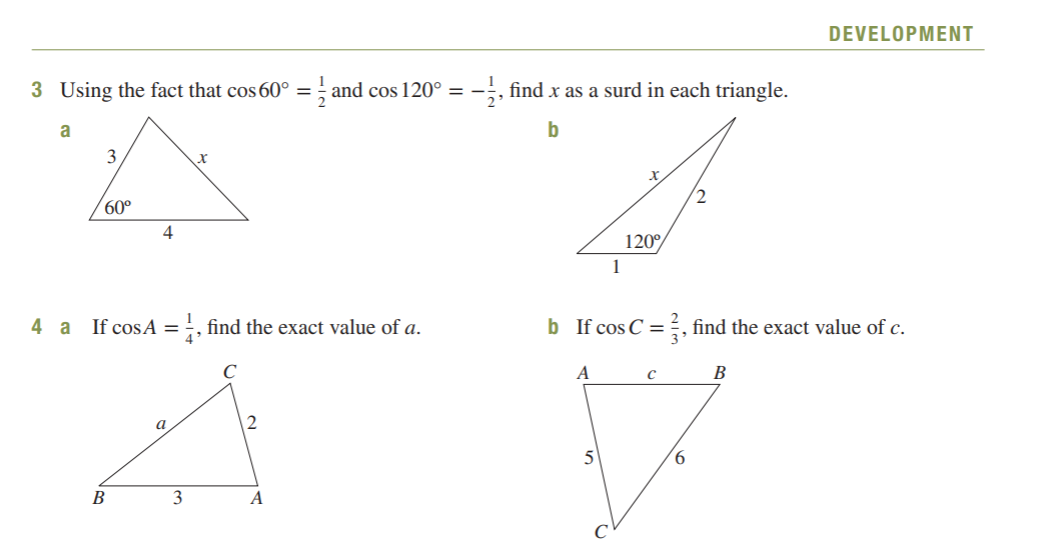 DEVELOPMENT
3 Using the fact that cos 60° = 1/2 and cos 120° = −1/2, find x as a surd in each triangle.
a
3
x
60°
4
b
x
2
120°
1
4 a If cos A = 1/4, find the exact value of a.
C
a
2
B
3
A
b If cos C = 2/3, find the exact value of c.
A
c
B
5
6
C